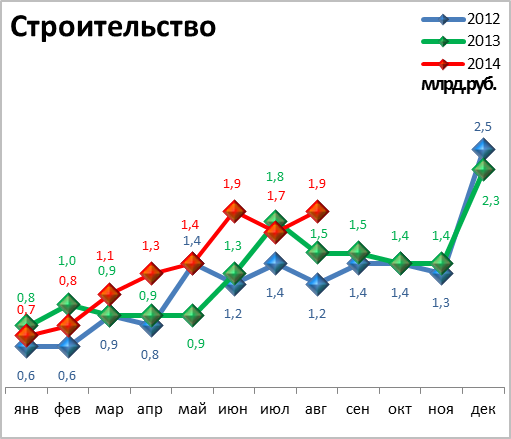 Строительство
2012
2013
2014
млрд.руб.
2,5
2,3
1,9 1,8 1,7 1,9
1,4 1,4 1,3 1,5 1,5 1,4 1,4
1,1 1,3
1,0 0,9 0,9
0,8 0,8
0,7
1,2 1,4 1,2 1,4 1,4 1,3
0,9 0,8 0,9
0,6 0,6
янв фев мар апр май июн июл авг сен окт ноя дек